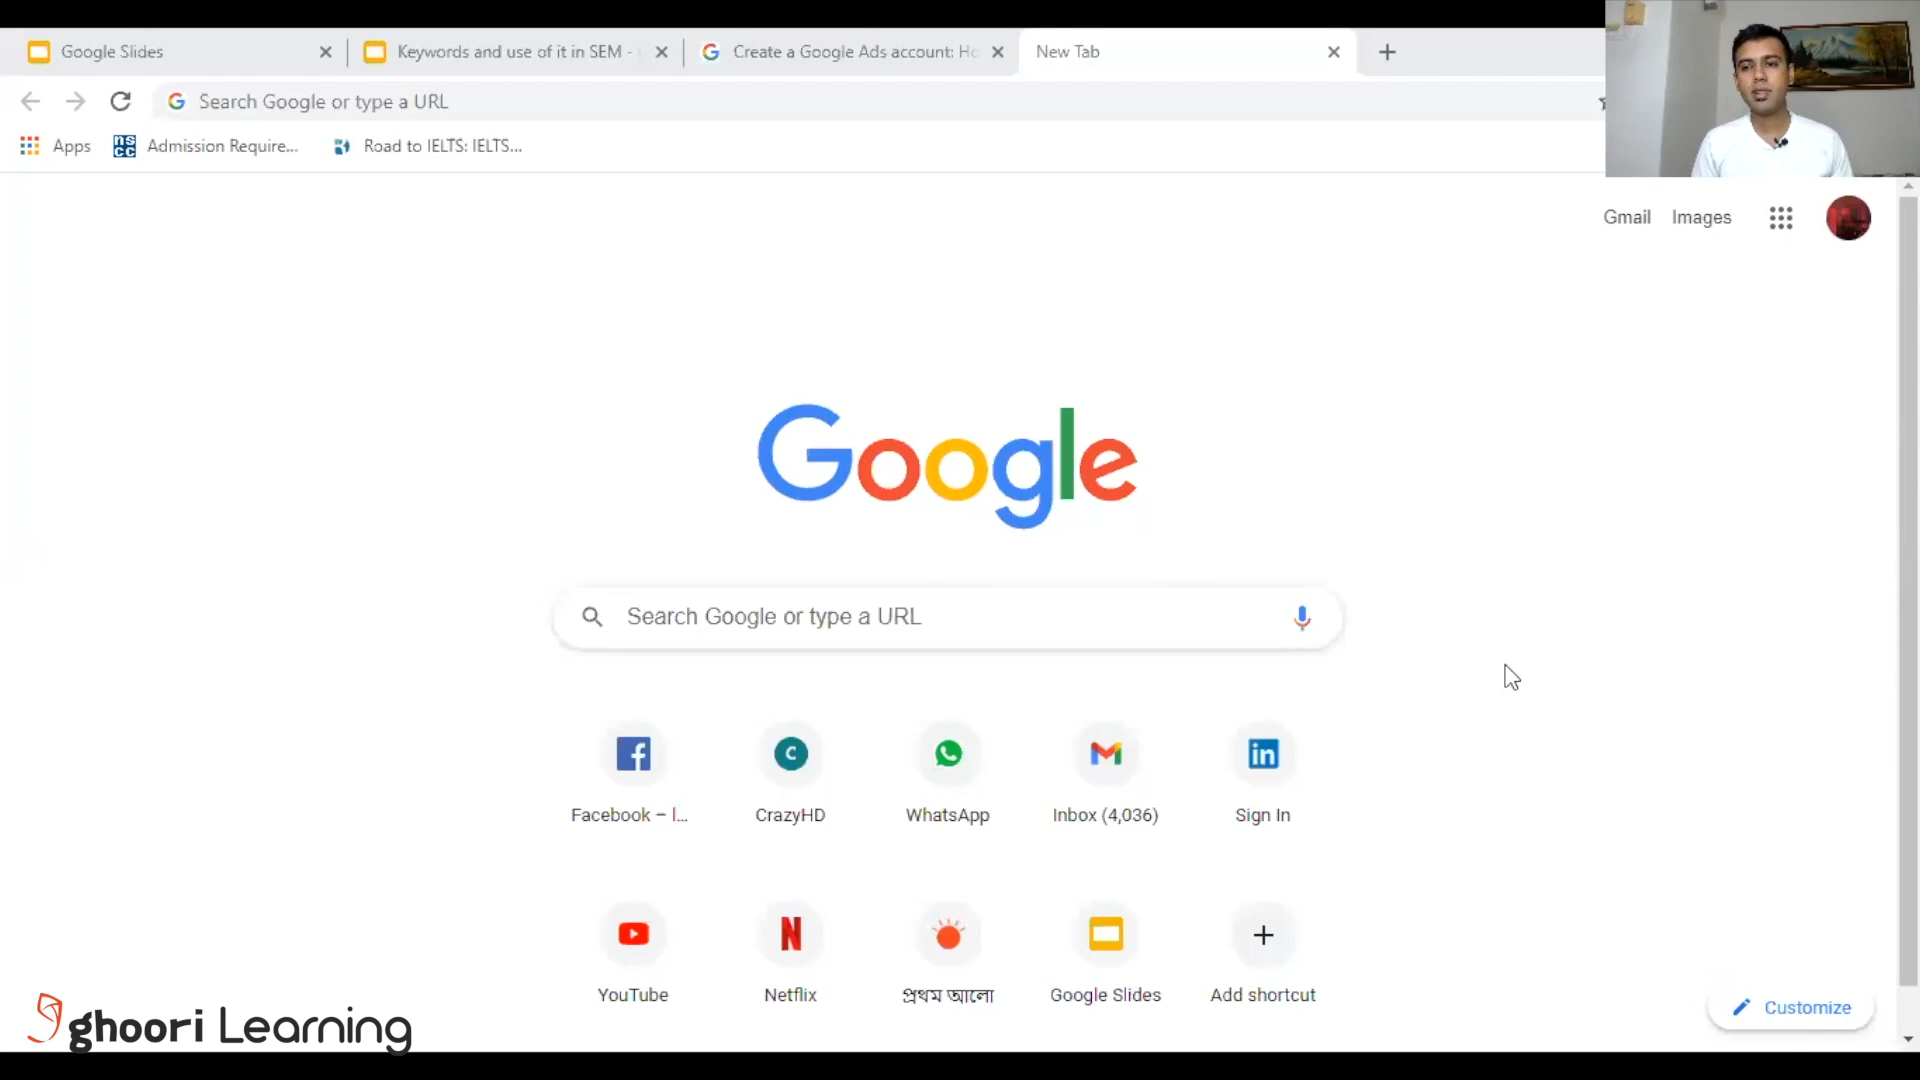 Google Slides
Keywords and use of it in SEM -
Create a Google Ads account: Ho
New Tab
Search Google or type a URL
Apps
Admission Require...
Road to IELTS: IELTS...
Gmail
Images
Google
Search Google or type a URL
Facebook – l...
CrazyHD
WhatsApp
Inbox (4,036)
Sign In
YouTube
Netflix
প্রথম আলো
Google Slides
Add shortcut
Customize
ghoori Learning